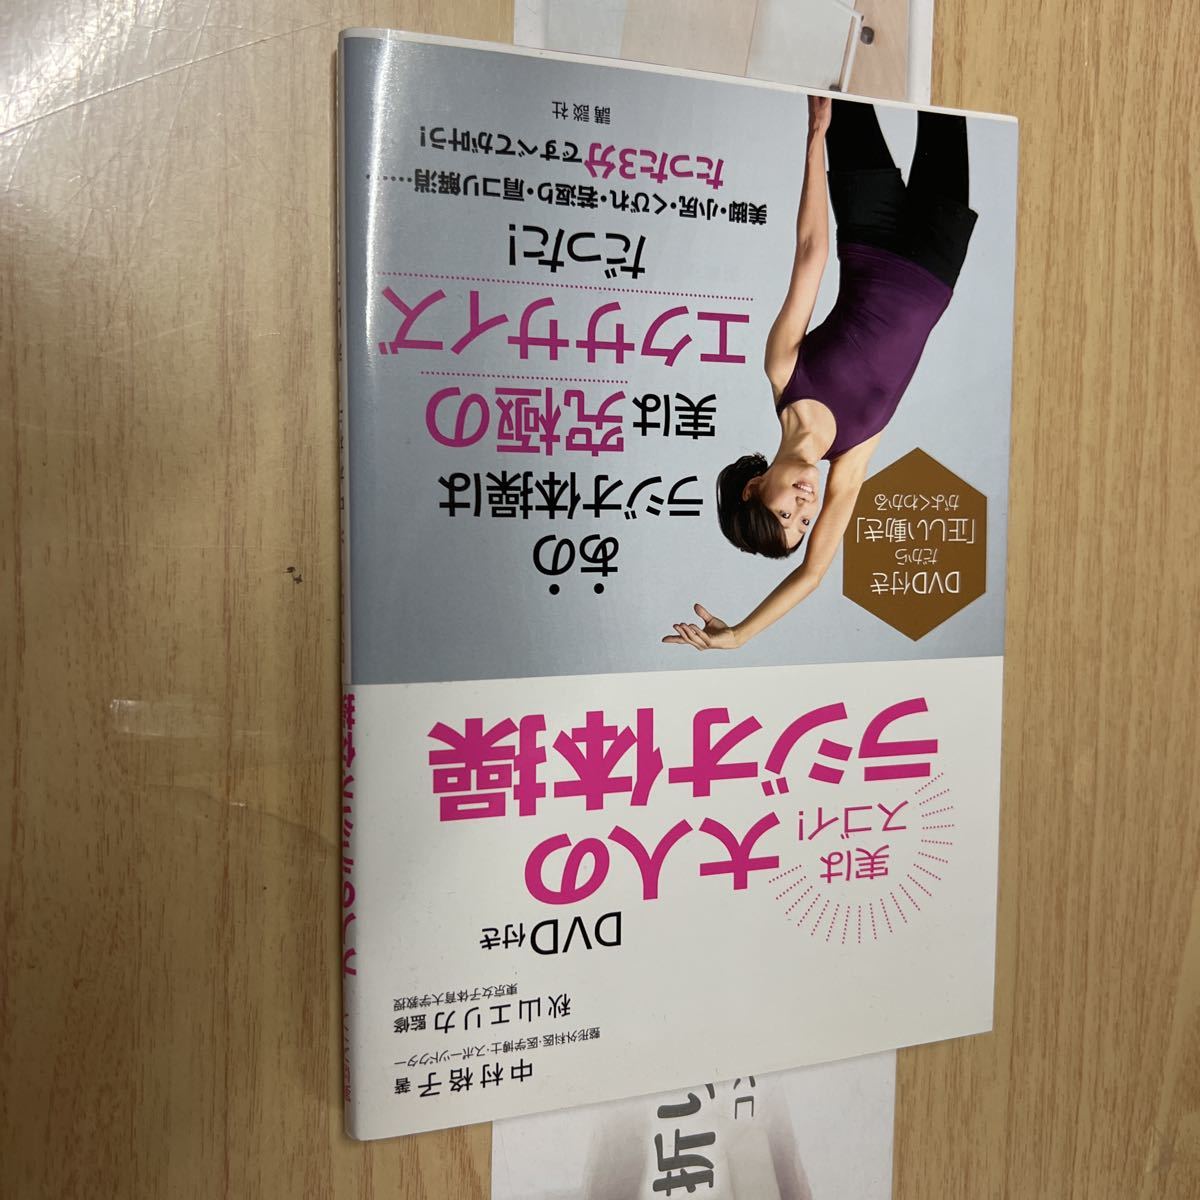 中村格子 著
整形外科医・医学博士・スポーツドクター
秋山エリカ 監修
東京女子体育大学教授
DVD付き
実は
スゴイ!
大人の
ラジオ体操
DVD付き
だから
「正しい動き」
がよくわかる
あの
ラジオ体操は
実は究極の
エクササイズ
だった!
美脚・小尻・くびれ・若返り・肩コリ解消……
たった3分ですべてが叶う!
講談社
折り